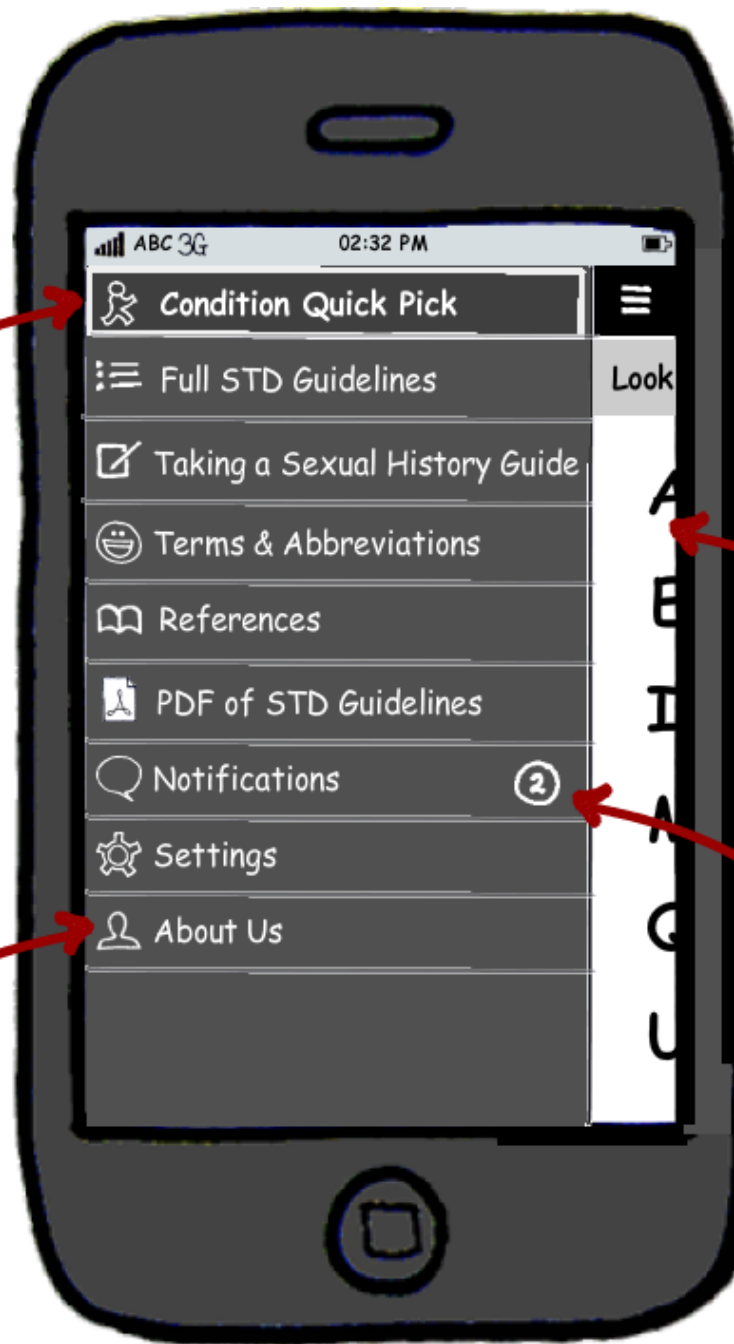 ABC 3G 02:32 PM
Condition Quick Pick
Full STD Guidelines
Look
Taking a Sexual History Guide
A
Terms & Abbreviations
References
PDF of STD Guidelines
Notifications 2
Settings
About Us